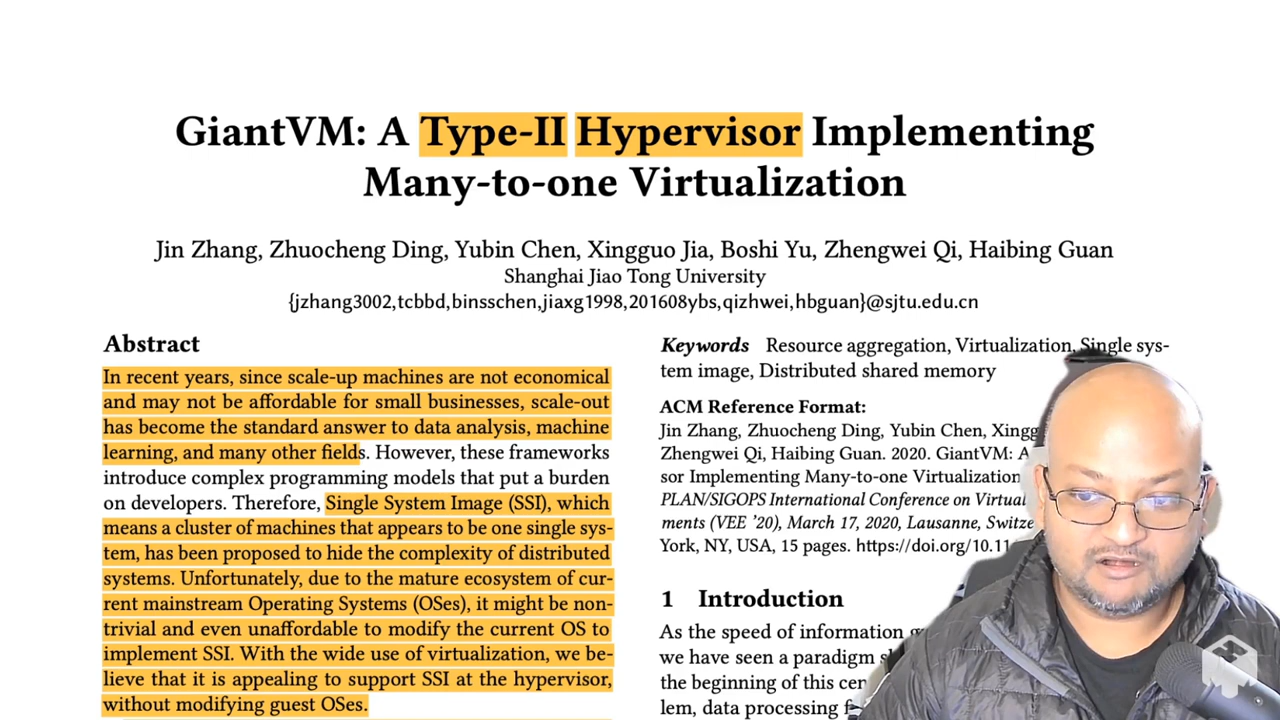 GiantVM: A Type-II Hypervisor Implementing
Many-to-one Virtualization
Jin Zhang, Zhuocheng Ding, Yubin Chen, Xingguo Jia, Boshi Yu, Zhengwei Qi, Haibing Guan
Shanghai Jiao Tong University
{jzhang3002,tcbbd,binsschen,jiaxg1998,201608ybs,qizhwei,hbguan}@sjtu.edu.cn
Abstract
In recent years, since scale-up machines are not economical
and may not be affordable for small businesses, scale-out
has become the standard answer to data analysis, machine
learning, and many other fields. However, these frameworks
introduce complex programming models that put a burden
on developers. Therefore, Single System Image (SSI), which
means a cluster of machines that appears to be one single sys-
tem, has been proposed to hide the complexity of distributed
systems. Unfortunately, due to the mature ecosystem of cur-
rent mainstream Operating Systems (OSes), it might be non-
trivial and even unaffordable to modify the current OS to
implement SSI. With the wide use of virtualization, we be-
lieve that it is appealing to support SSI at the hypervisor,
without modifying guest OSes.
Keywords Resource aggregation, Virtualization, Single sys-
tem image, Distributed shared memory
ACM Reference Format:
Jin Zhang, Zhuocheng Ding, Yubin Chen, Xingg
Zhengwei Qi, Haibing Guan. 2020. GiantVM: A
sor Implementing Many-to-one Virtualization
PLAN/SIGOPS International Conference on Virtual
ments (VEE ’20), March 17, 2020, Lausanne, Switze
York, NY, USA, 15 pages. https://doi.org/10.11
1 Introduction
As the speed of information
we have seen a paradigm
the beginning of this cen
lem, data processing